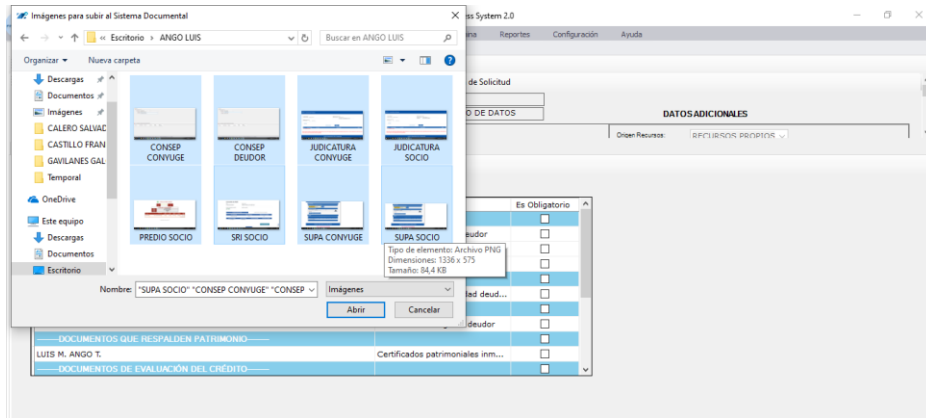 Imágenes para subir al Sistema Documental
ss System 2.0
ina Reportes Configuración Ayuda
« Escritorio > ANGO LUIS
Buscar en ANGO LUIS
Organizar Nueva carpeta
de Solicitud
O DE DATOS
DATOS ADICIONALES
Origen Recursos: RECURSOS PROPIOS
Descargas
Documentos
Imágenes
CALERO SALVAD
CASTILLO FRAN
GAVILANES GAL
Temporal
OneDrive
Este equipo
Descargas
Documentos
Escritorio
CONSEP CONYUGE
CONSEP DEUDOR
JUDICATURA CONYUGE
JUDICATURA SOCIO
PREDIO SOCIO
SRI SOCIO
SUPA CONYUGE
SUPA SOCIO
Tipo de elemento: Archivo PNG
Dimensiones: 1336 x 575
Tamaño: 84,4 KB
Nombre: "SUPA SOCIO" "CONSEP CONYUGE" "CONSEP
Imágenes
Abrir Cancelar
Es Obligatorio
eudor
dad deud...
deudor
-------DOCUMENTOS QUE RESPALDEN PATRIMONIO-------
LUIS M. ANGO T. Certificados patrimoniales inm...
-------DOCUMENTOS DE EVALUACIÓN DEL CRÉDITO-------